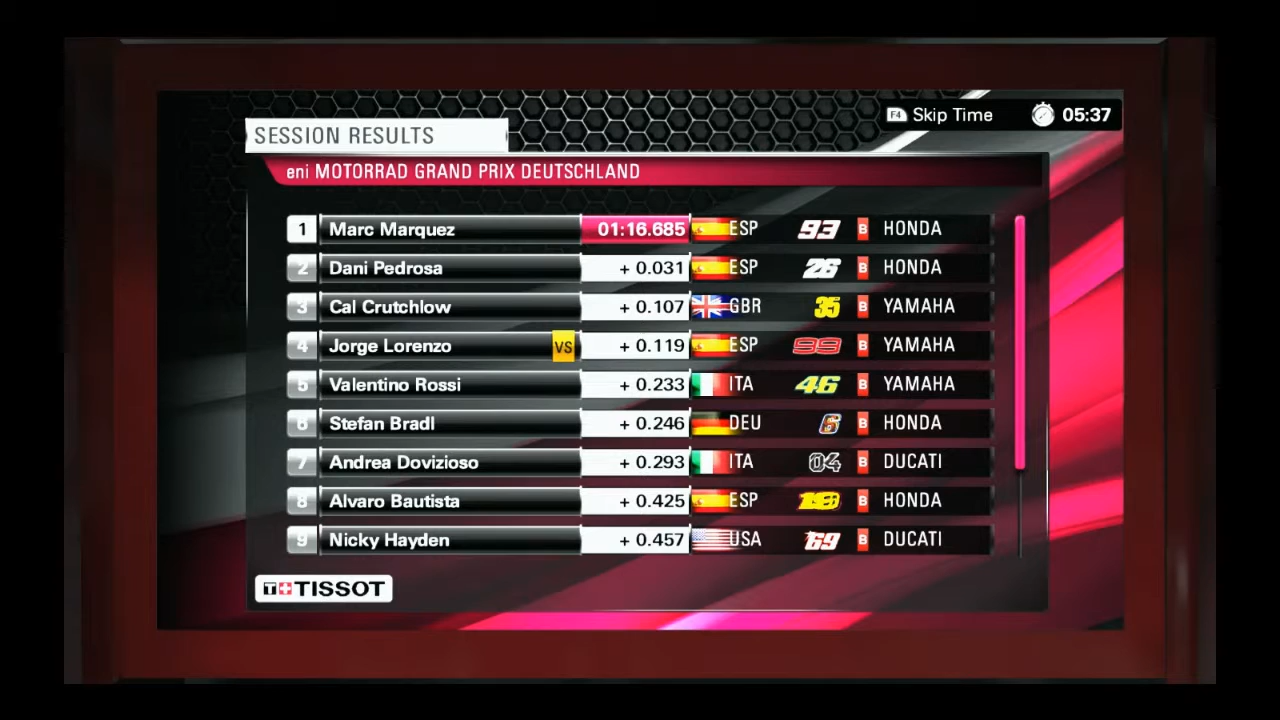 F4 Skip Time 05:37
SESSION RESULTS
eni MOTORRAD GRAND PRIX DEUTSCHLAND
1 Marc Marquez 01:16.685 ESP 93 B HONDA
2 Dani Pedrosa + 0.031 ESP 26 B HONDA
3 Cal Crutchlow + 0.107 GBR 35 B YAMAHA
4 Jorge Lorenzo VS + 0.119 ESP 99 B YAMAHA
5 Valentino Rossi + 0.233 ITA 46 B YAMAHA
6 Stefan Bradl + 0.246 DEU 6 B HONDA
7 Andrea Dovizioso + 0.293 ITA 04 B DUCATI
8 Alvaro Bautista + 0.425 ESP 19 B HONDA
9 Nicky Hayden + 0.457 USA 69 B DUCATI
T+TISSOT